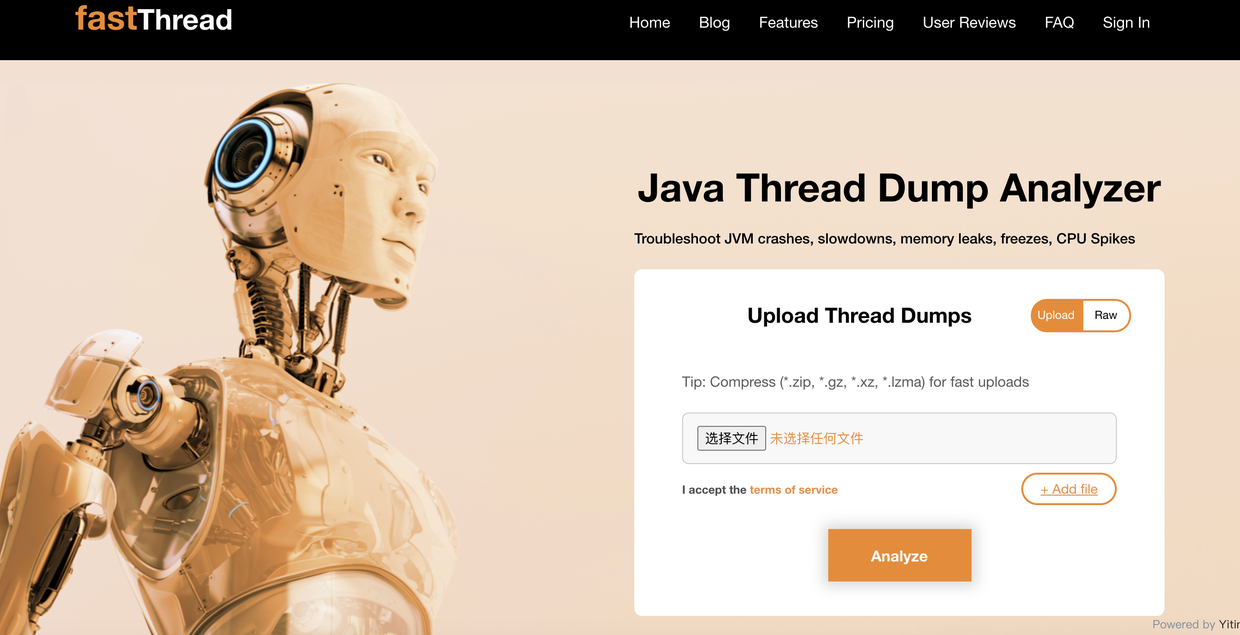 fastThread
Home Blog Features Pricing User Reviews FAQ Sign In
Java Thread Dump Analyzer
Troubleshoot JVM crashes, slowdowns, memory leaks, freezes, CPU Spikes
Upload Thread Dumps
Upload Raw
Tip: Compress (*.zip, *.gz, *.xz, *.lzma) for fast uploads
选择文件 未选择任何文件
I accept the terms of service
+ Add file
Analyze
Powered by